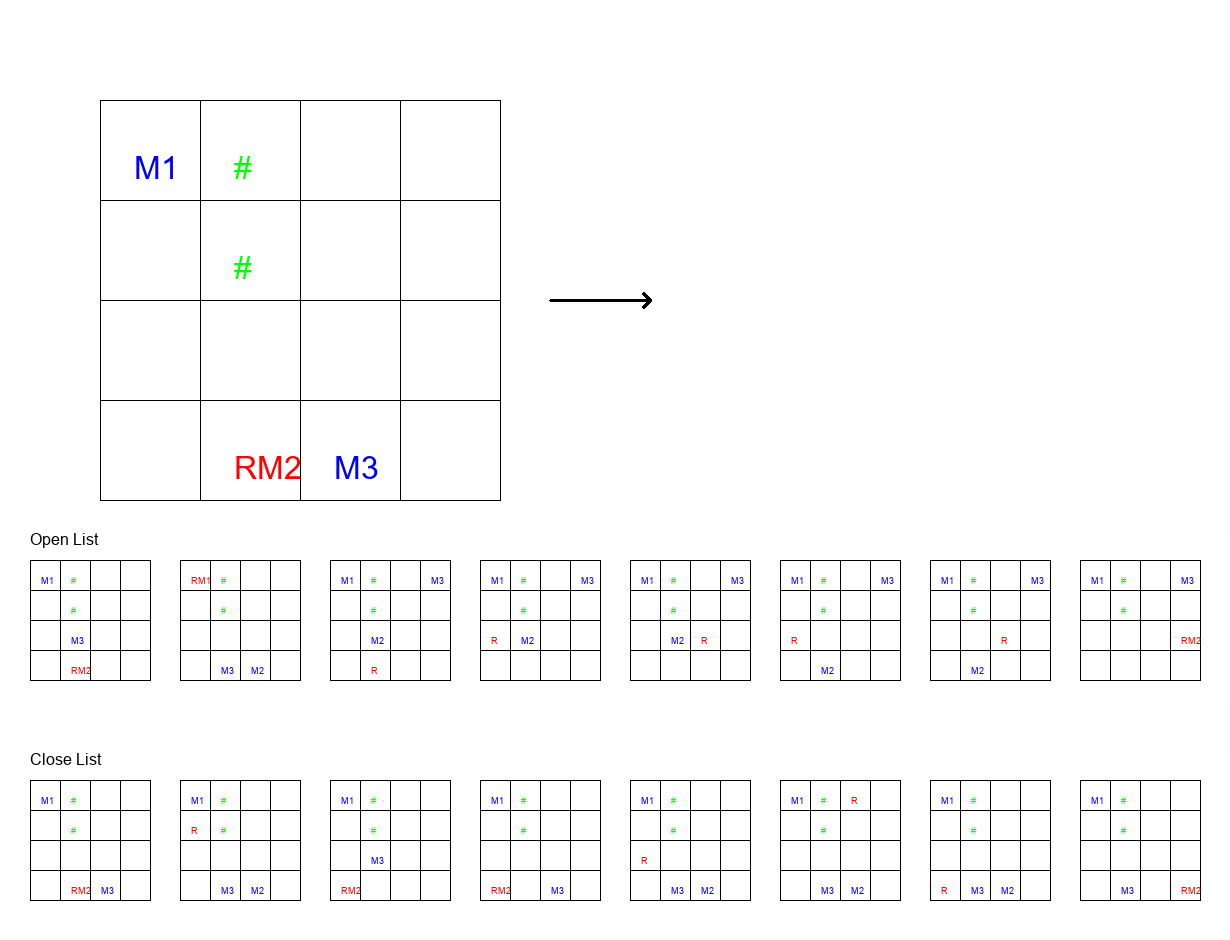 M1 #
#
RM2 M3
Open List
M1 # RM1 # M1 # M3 M1 # M3 M1 # M3 M1 # M3 M1 # M3 M1 # M3
# # # # # # # #
M3 M2 R M2 M2 R R R RM2
RM2 M3 M2 R M2 M2
Close List
M1 # M1 # M1 # M1 # M1 # M1 # R M1 # M1 #
# R # # # # # # #
M3 R
RM2 M3 M3 M2 RM2 RM2 M3 M3 M2 M3 M2 R M3 M2 M3 RM2